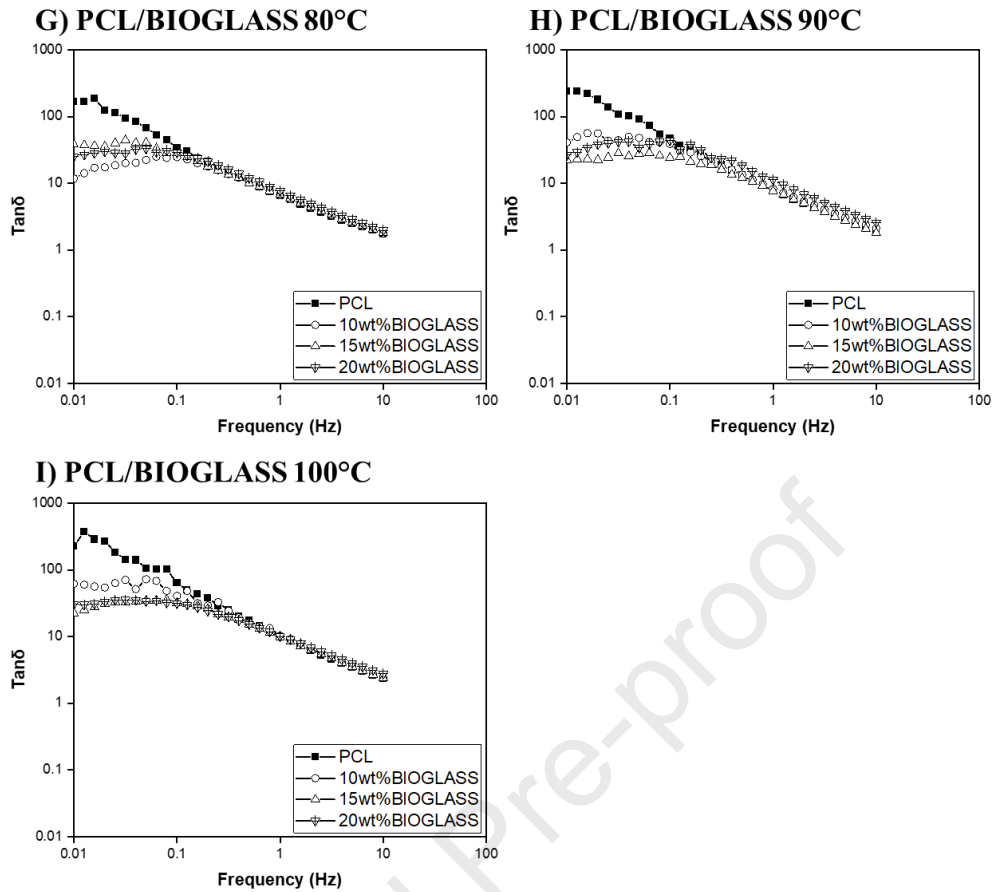 G) PCL/BIOGLASS 80°C
1000
100
10
1
0.1
0.01
Tanδ
0.01 0.1 1 10 100
Frequency (Hz)
PCL
10wt%BIOGLASS
15wt%BIOGLASS
20wt%BIOGLASS
H) PCL/BIOGLASS 90°C
1000
100
10
1
0.1
0.01
Tanδ
0.01 0.1 1 10 100
Frequency (Hz)
PCL
10wt%BIOGLASS
15wt%BIOGLASS
20wt%BIOGLASS
I) PCL/BIOGLASS 100°C
1000
100
10
1
0.1
0.01
Tanδ
0.01 0.1 1 10 100
Frequency (Hz)
PCL
10wt%BIOGLASS
15wt%BIOGLASS
20wt%BIOGLASS
Pre-proof